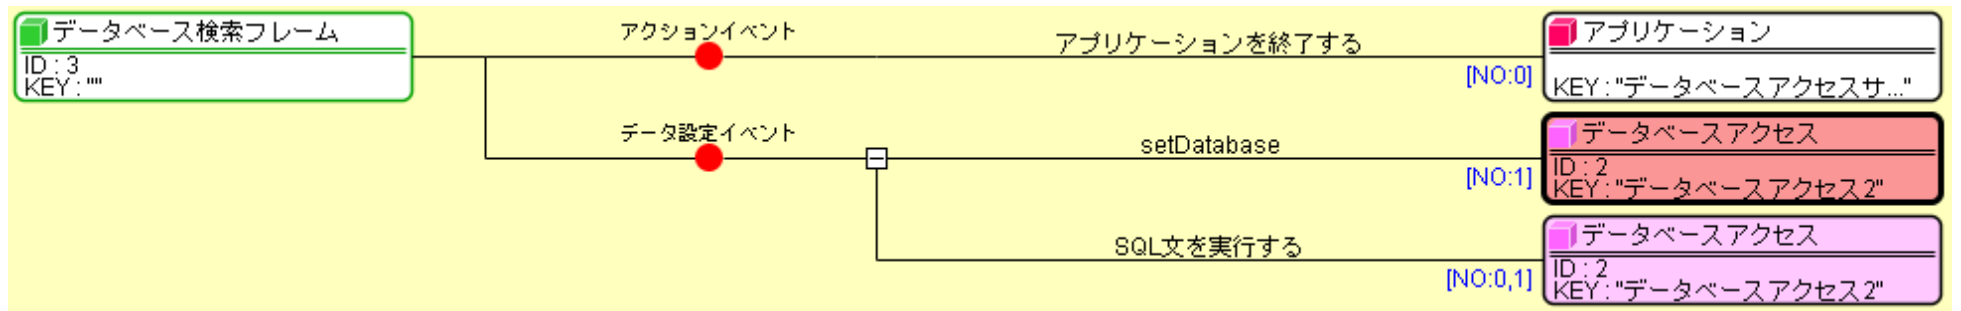 データベース検索フレーム
ID : 3
KEY : ""
アクションイベント
アプリケーションを終了する
[NO:0]
アプリケーション
KEY : "データベースアクセスサ..."
データ設定イベント
setDatabase
[NO:1]
データベースアクセス
ID : 2
KEY : "データベースアクセス2"
SQL文を実行する
[NO:0,1]
データベースアクセス
ID : 2
KEY : "データベースアクセス2"